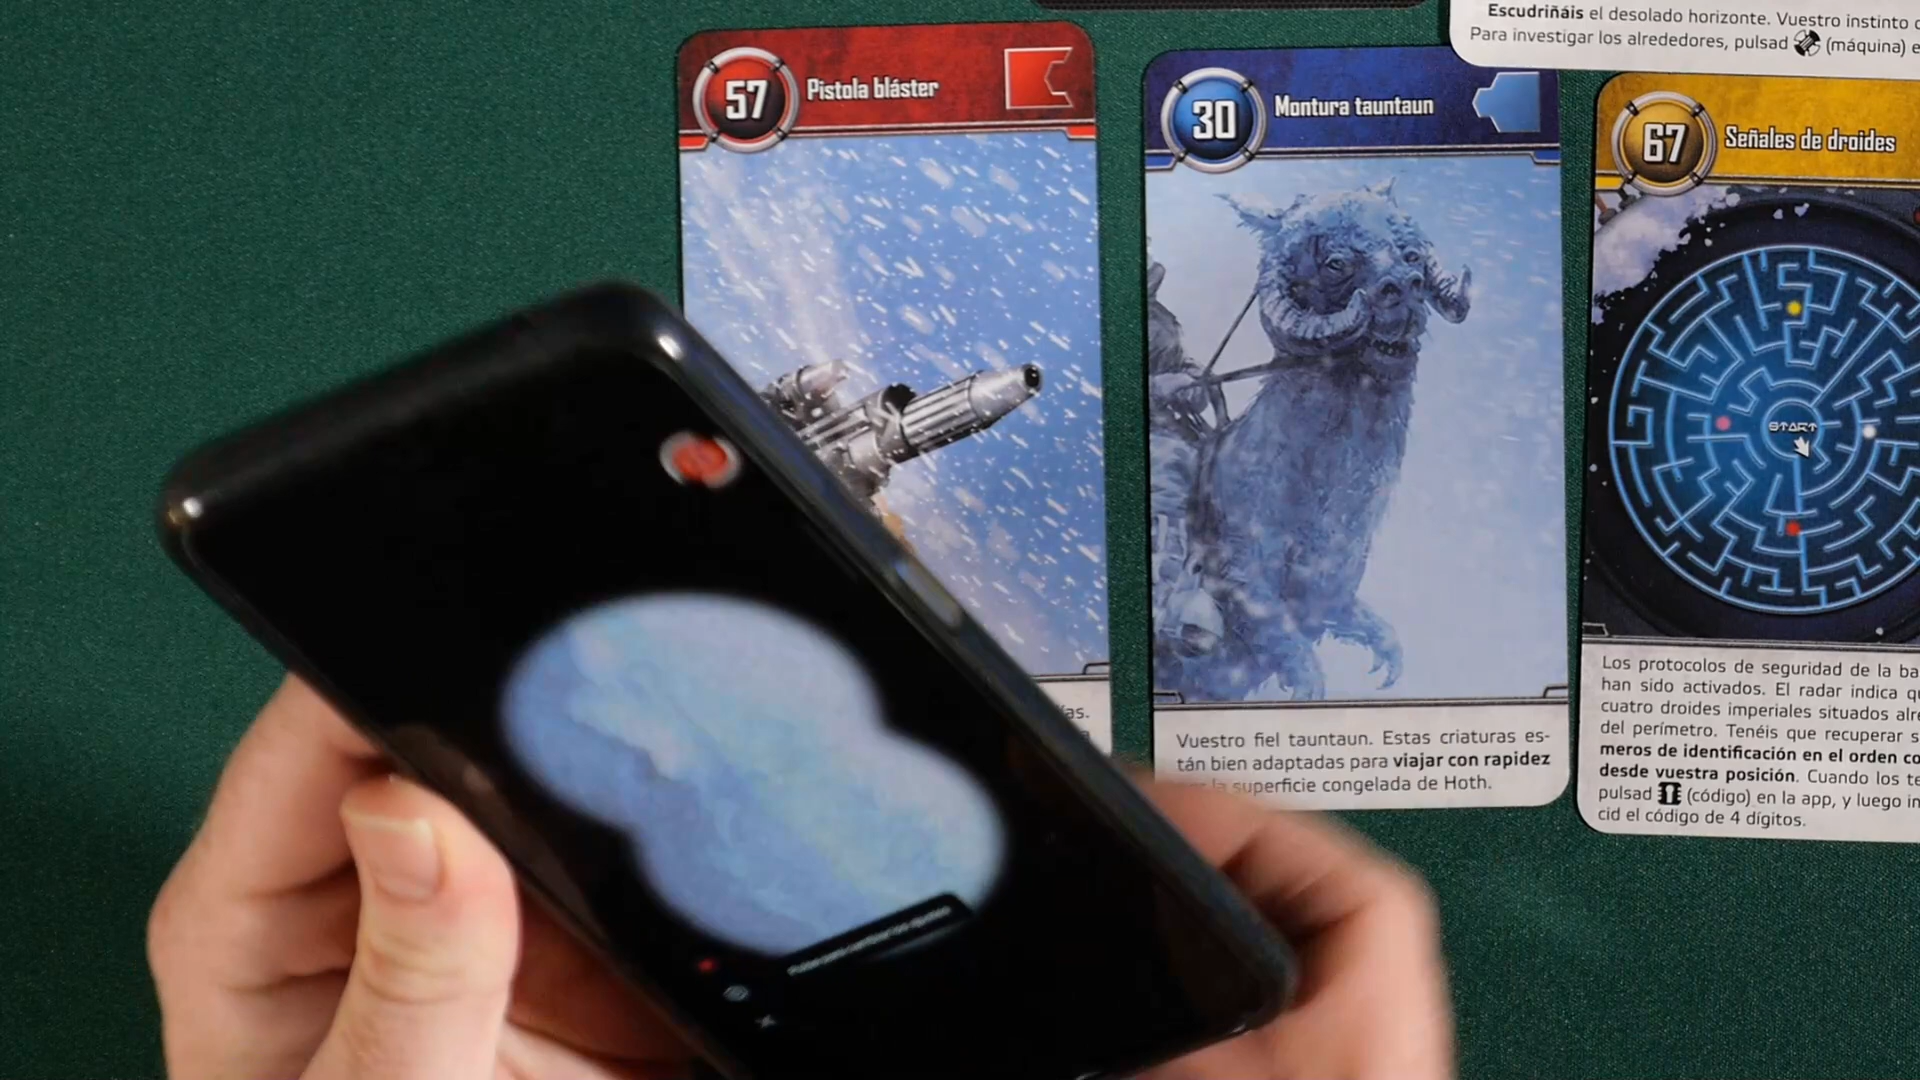 Escudriñáis el desolado horizonte. Vuestro instinto
Para investigar los alrededores, pulsad (máquina) e
57
Pistola bláster
30
Montura tauntaun
67
Señales de droides
START
Vuestro fiel tauntaun. Estas criaturas es-
tán bien adaptadas para viajar con rapidez
la superficie congelada de Hoth.
Los protocolos de seguridad de la ba
han sido activados. El radar indica
cuatro droides imperiales situados alre
del perímetro. Tenéis que recuperar s
meros de identificación en el orden co
desde vuestra posición. Cuando los te
pulsad (código) en la app, y luego in
cid el código de 4 dígitos.